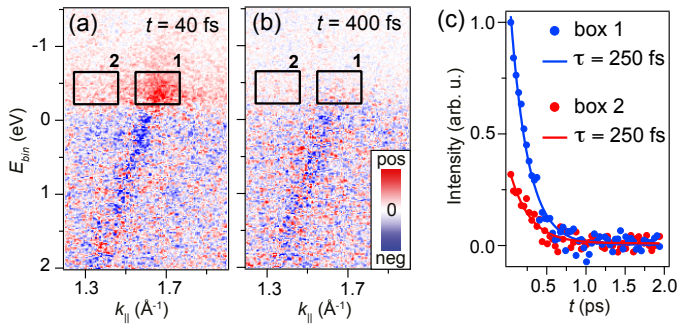 (a) t = 40 fs
(b) t = 400 fs
(c)
2 1
2 1
-1
0
1
2
E_bin (eV)
1.3 1.7
k_|| (Å⁻¹)
1.3 1.7
k_|| (Å⁻¹)
pos
0
neg
box 1
τ = 250 fs
box 2
τ = 250 fs
1.0
0.5
0.0
Intensity (arb. u.)
0.5 1.0 1.5 2.0
t (ps)